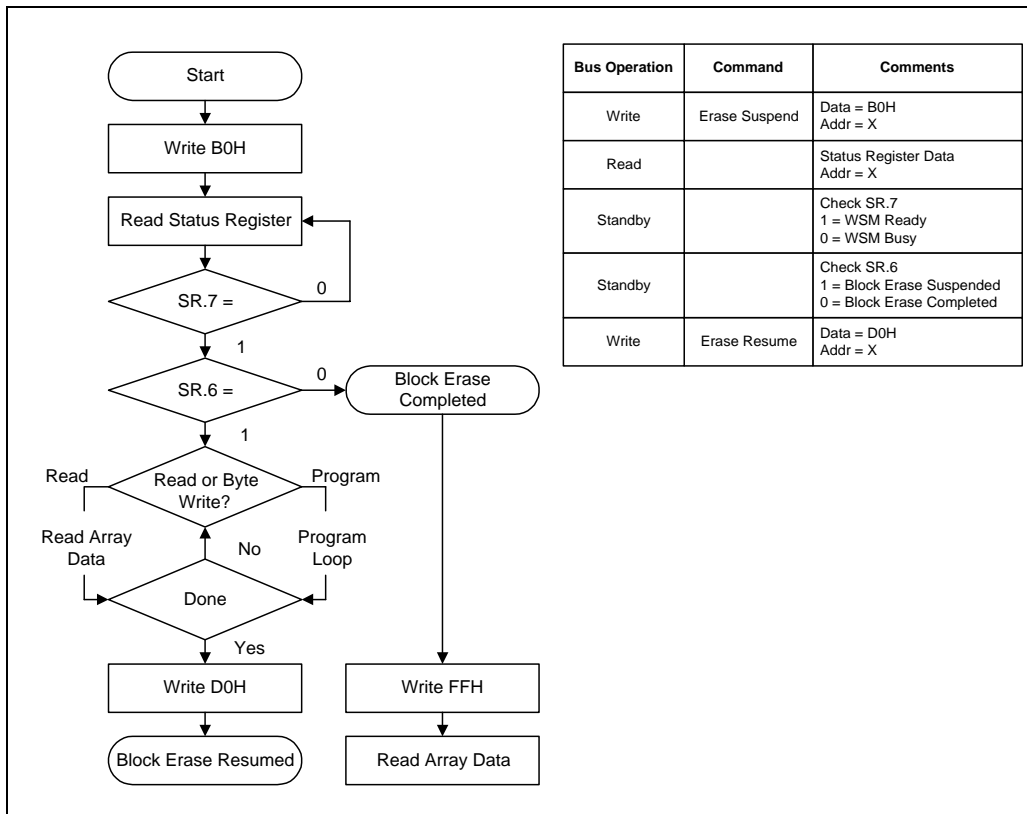 Start
Write B0H
Read Status Register
SR.7 =
0
1
SR.6 =
0
Block Erase
Completed
1
Read
Read or Byte
Write?
Program
Read Array
Data
No
Program
Loop
Done
Yes
Write D0H
Write FFH
Block Erase Resumed
Read Array Data
Bus Operation
Command
Comments
Write
Erase Suspend
Data = B0H
Addr = X
Read
Status Register Data
Addr = X
Standby
Check SR.7
1 = WSM Ready
0 = WSM Busy
Standby
Check SR.6
1 = Block Erase Suspended
0 = Block Erase Completed
Write
Erase Resume
Data = D0H
Addr = X